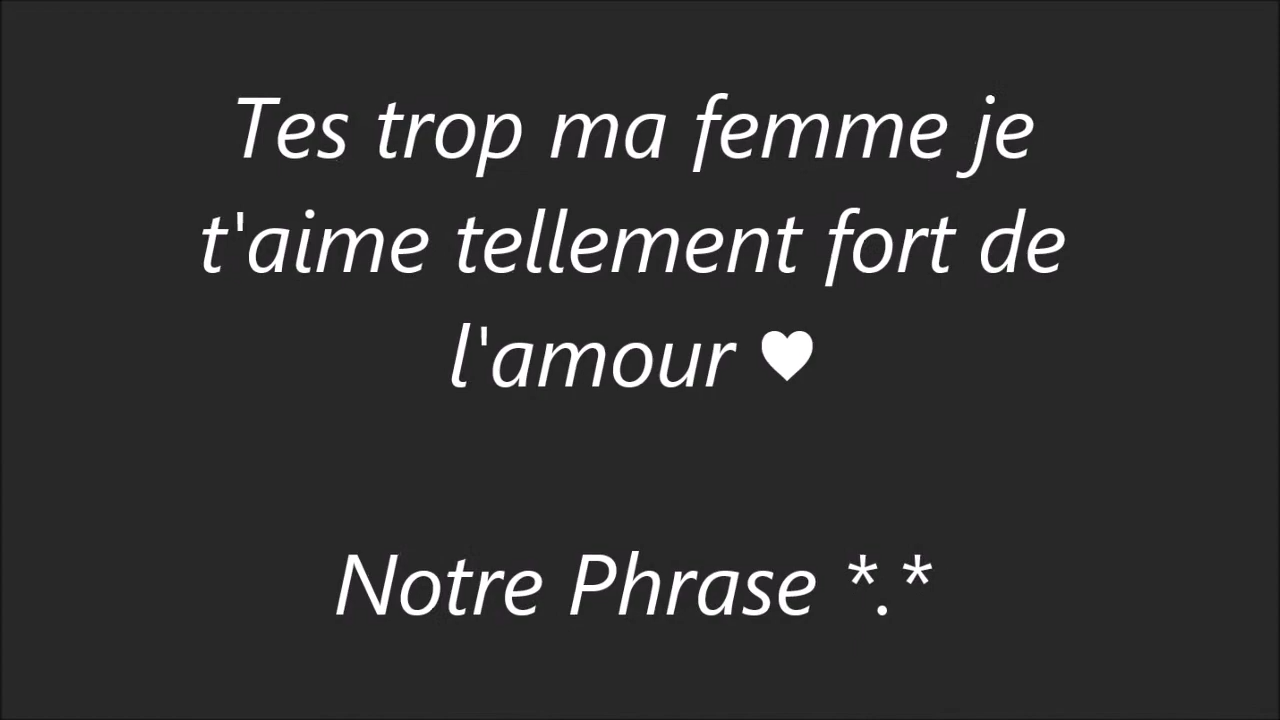 Tes trop ma femme je
t'aime tellement fort de
l'amour ♥
Notre Phrase *.*